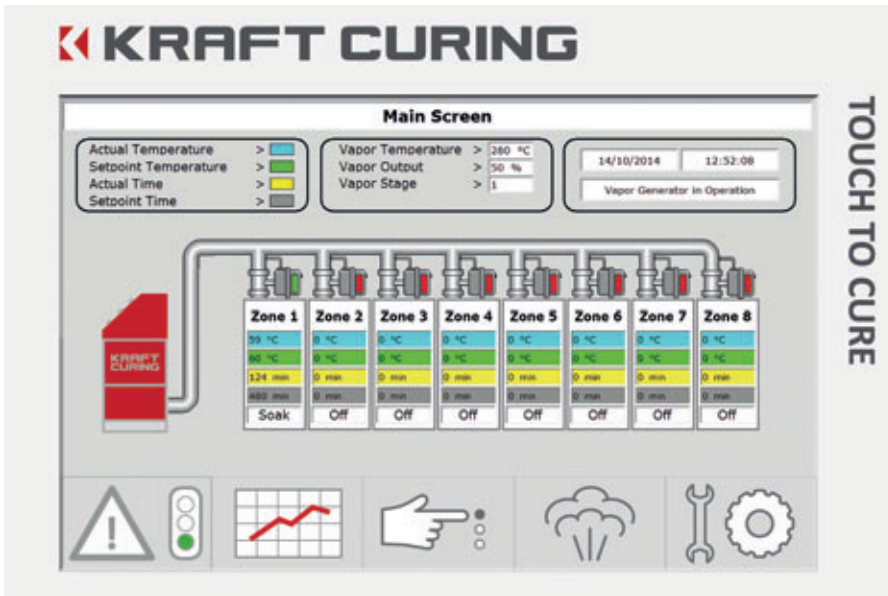 KRAFT CURING
TOUCH TO CURE
Main Screen
Actual Temperature >
Setpoint Temperature >
Actual Time >
Setpoint Time >
Vapor Temperature > 260 °C
Vapor Output > 50 %
Vapor Stage > 1
14/10/2014 12:52:08
Vapor Generator in Operation
KRAFT
CURING
Zone 1 Zone 2 Zone 3 Zone 4 Zone 5 Zone 6 Zone 7 Zone 8
59 °C 0 °C 0 °C 0 °C 0 °C 0 °C 0 °C 0 °C
60 °C 0 °C 0 °C 0 °C 0 °C 0 °C 0 °C 0 °C
124 min 0 min 0 min 0 min 0 min 0 min 0 min 0 min
480 min 0 min 0 min 0 min 0 min 0 min 0 min 0 min
Soak Off Off Off Off Off Off Off